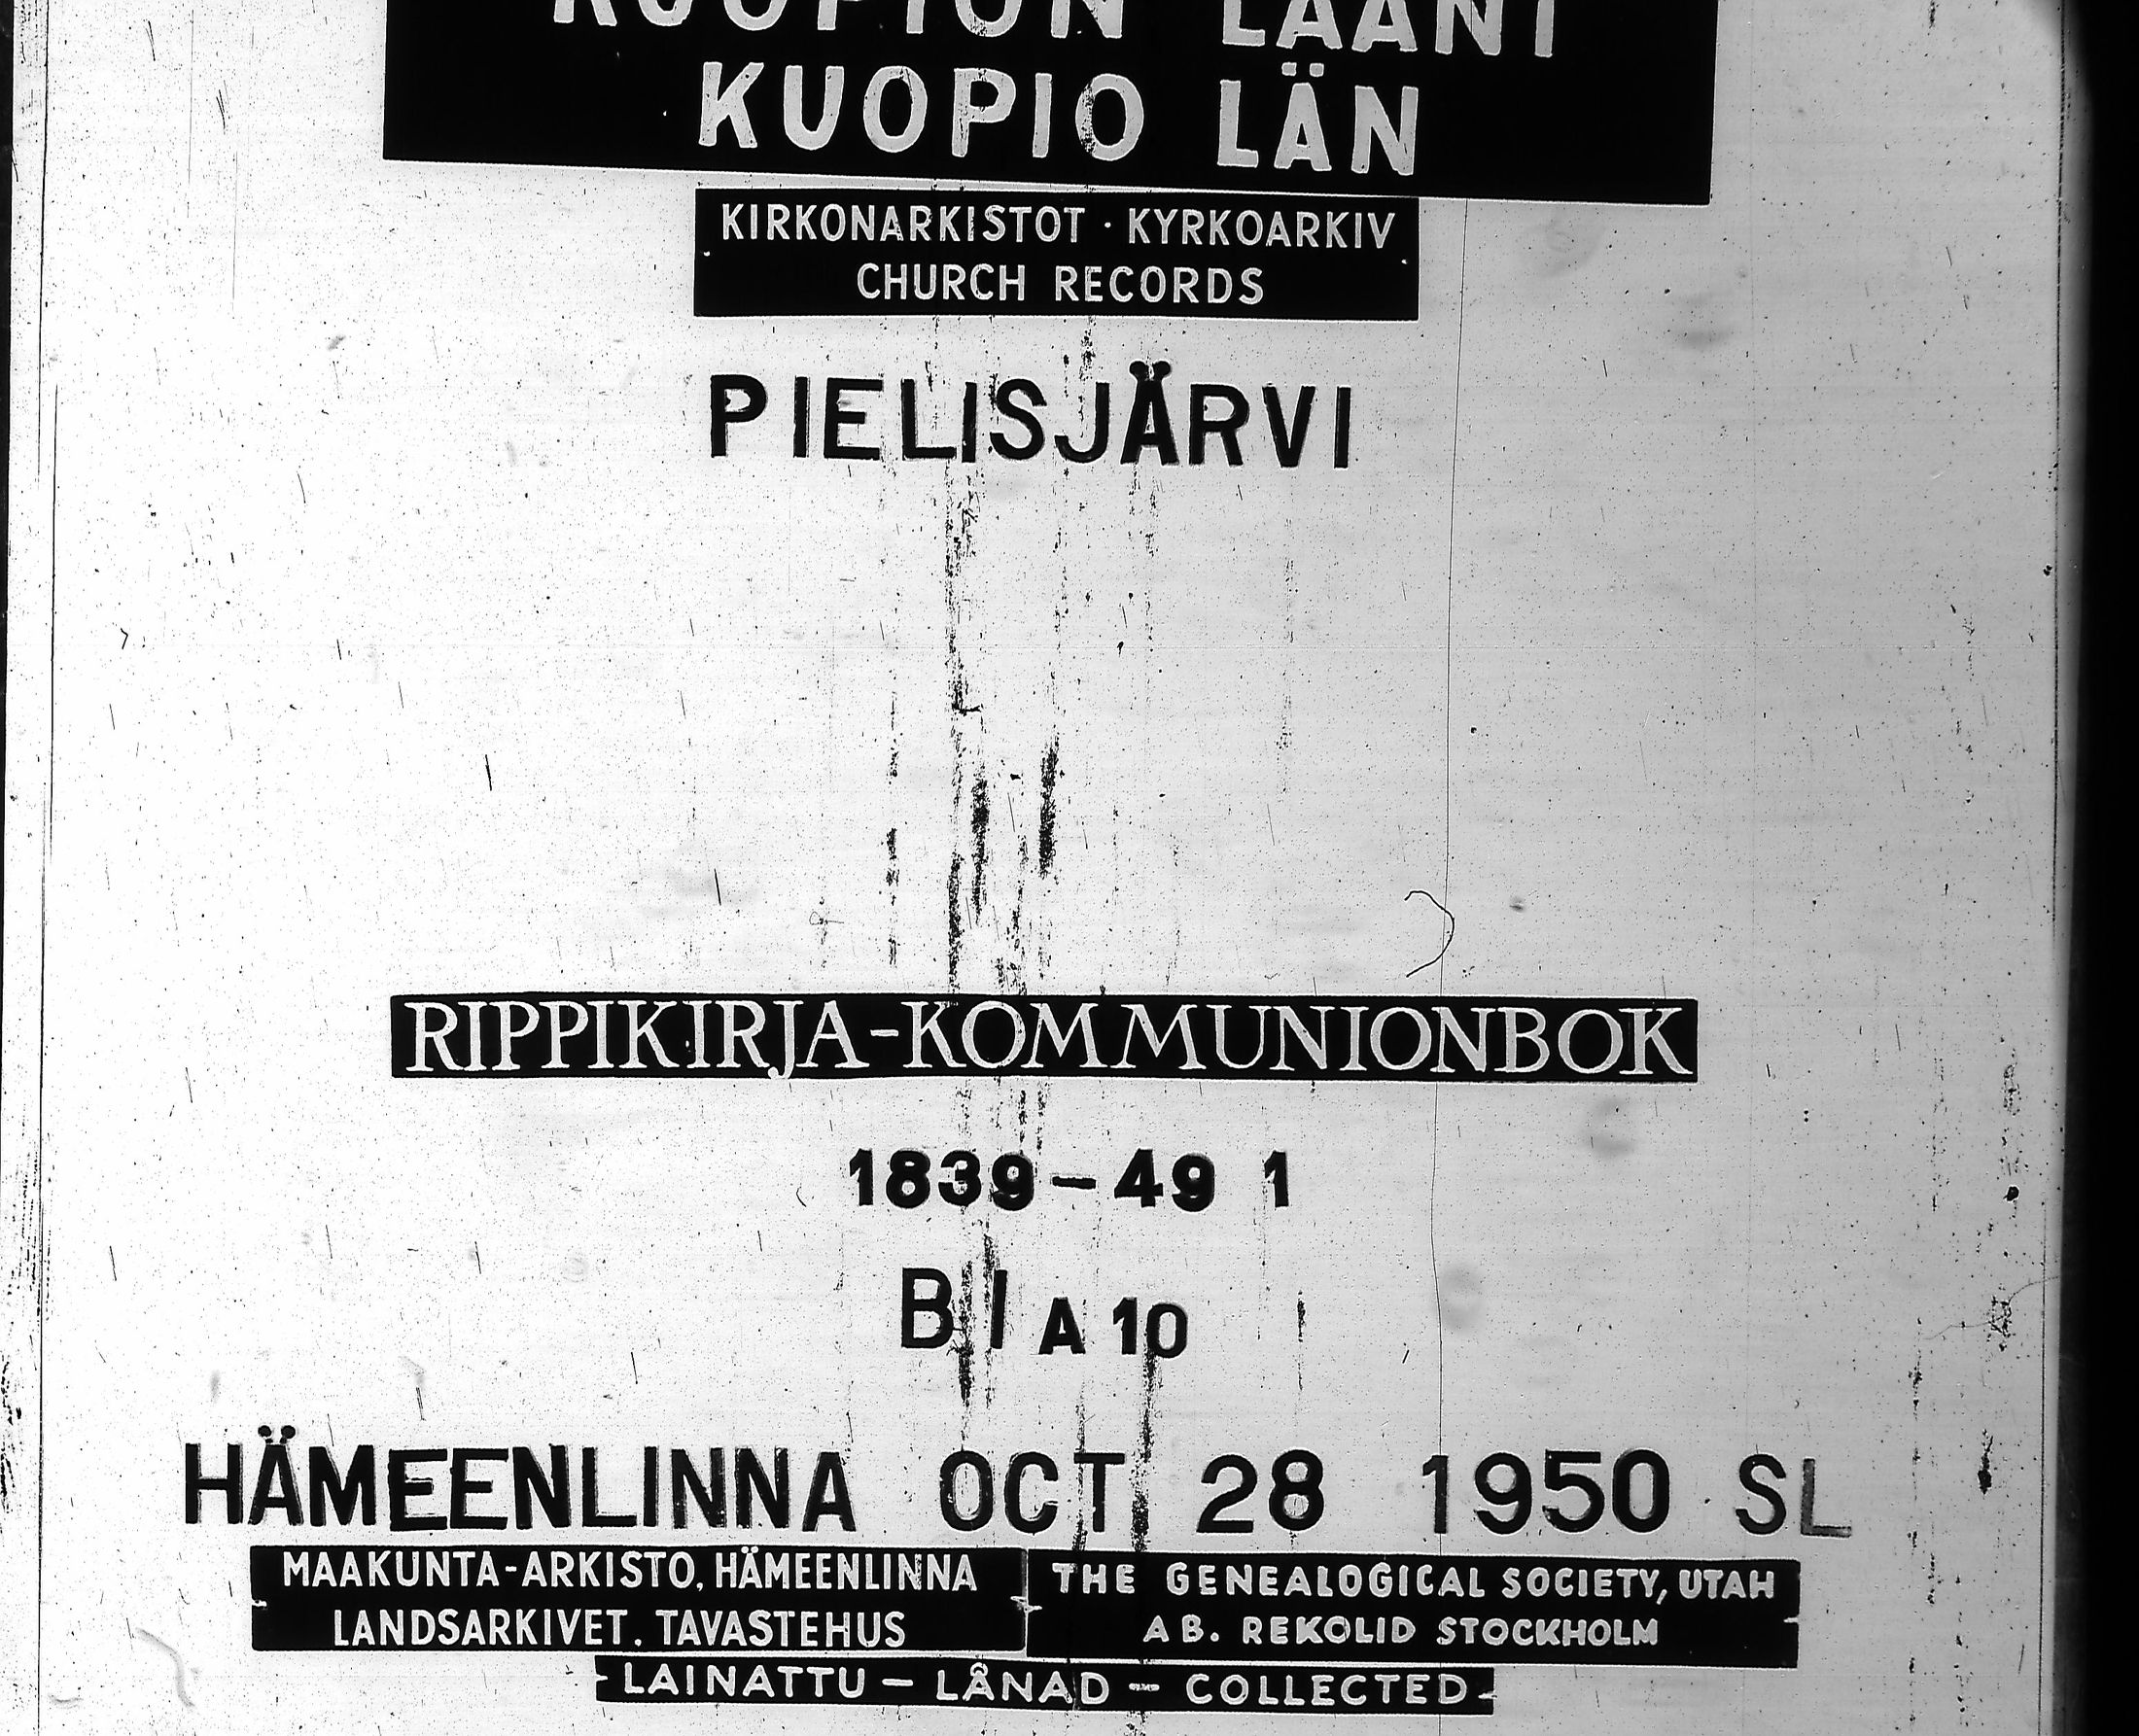 KUOPION LÄÄNI
KUOPIO LÄN
KIRKONARKISTOT · KYRKOARKIV
CHURCH RECORDS
PIELISJÄRVI
RIPPIKIRJA-KOMMUNIONBOK
1839-49 1
B I A 10
HÄMEENLINNA OCT 28 1950 SL
MAAKUNTA-ARKISTO, HÄMEENLINNA
LANDSARKIVET. TAVASTEHUS
THE GENEALOGICAL SOCIETY, UTAH
AB. REKOLID STOCKHOLM
LAINATTU - LÅNAD - COLLECTED